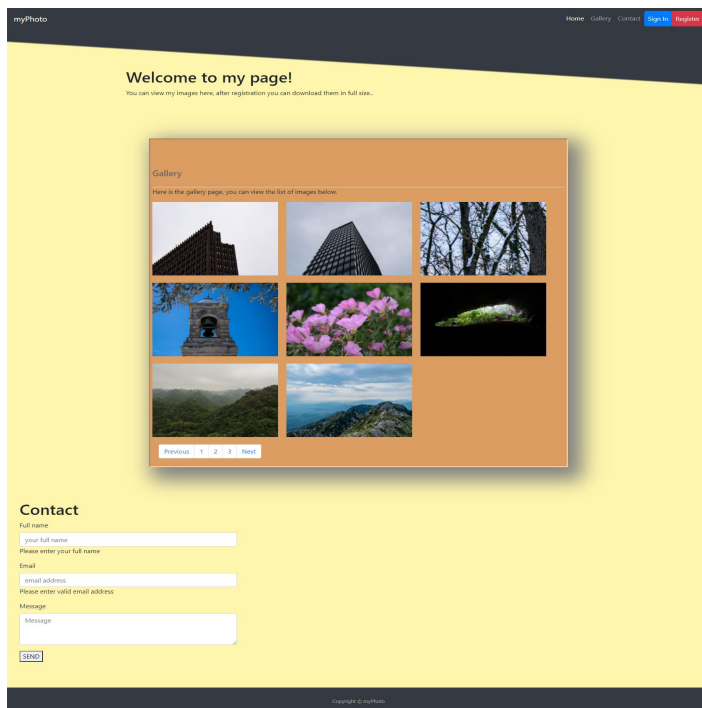 myPhoto
Home Gallery Contact Sign In Register
Welcome to my page!
You can view my images here, after registration you can download them in full size..
Gallery
Here is the gallery page. you can view the list of images below.
Previous 1 2 3 Next
Contact
Full name
your full name
Please enter your full name
Email
email address
Please enter valid email address
Message
Message
SEND
Copyright © myPhoto